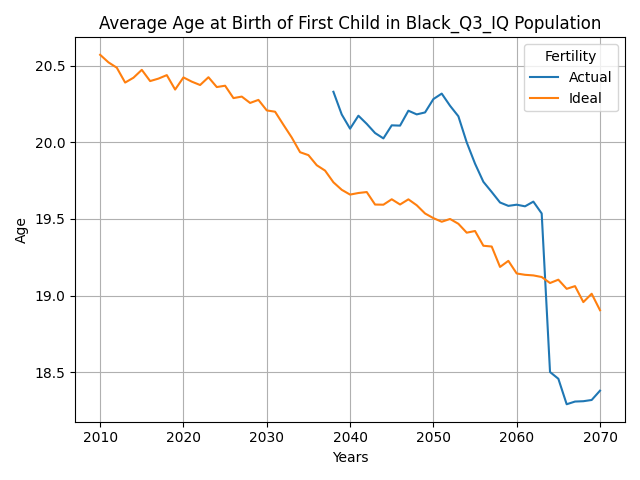 Average Age at Birth of First Child in Black_Q3_IQ Population
Fertility
Actual
Ideal
Age
20.5
20.0
19.5
19.0
18.5
2010 2020 2030 2040 2050 2060 2070
Years